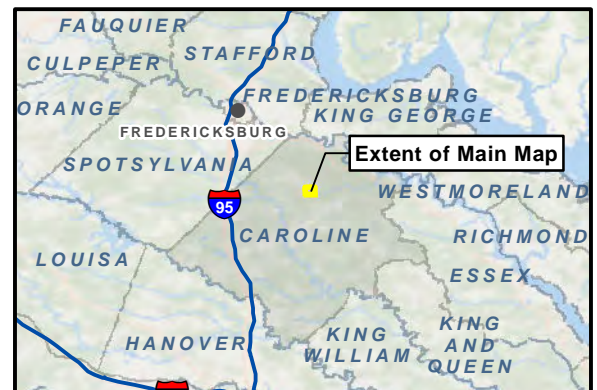 FAUQUIER
STAFFORD
CULPEPER
ORANGE
FREDERICKSBURG
KING GEORGE
FREDERICKSBURG
Extent of Main Map
SPOTSYLVANIA
WESTMORELAND
95
CAROLINE
RICHMOND
LOUISA
ESSEX
HANOVER
KING
WILLIAM
KING
AND
QUEEN